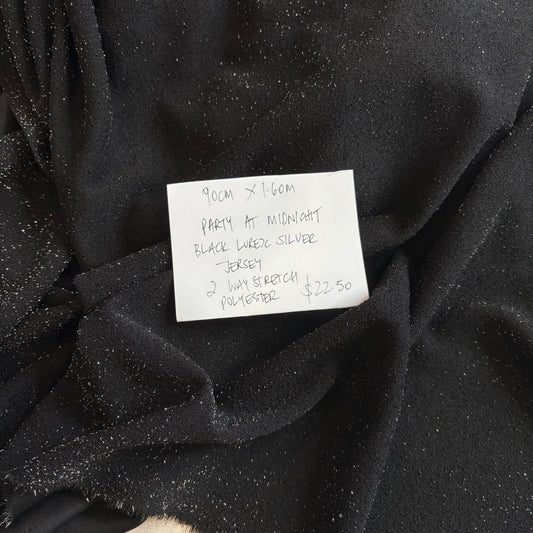 90CM X 1.60M
PARTY AT MIDNIGHT
BLACK LUREX SILVER
JERSEY
2 WAY STRETCH
POLYESTER $22.50